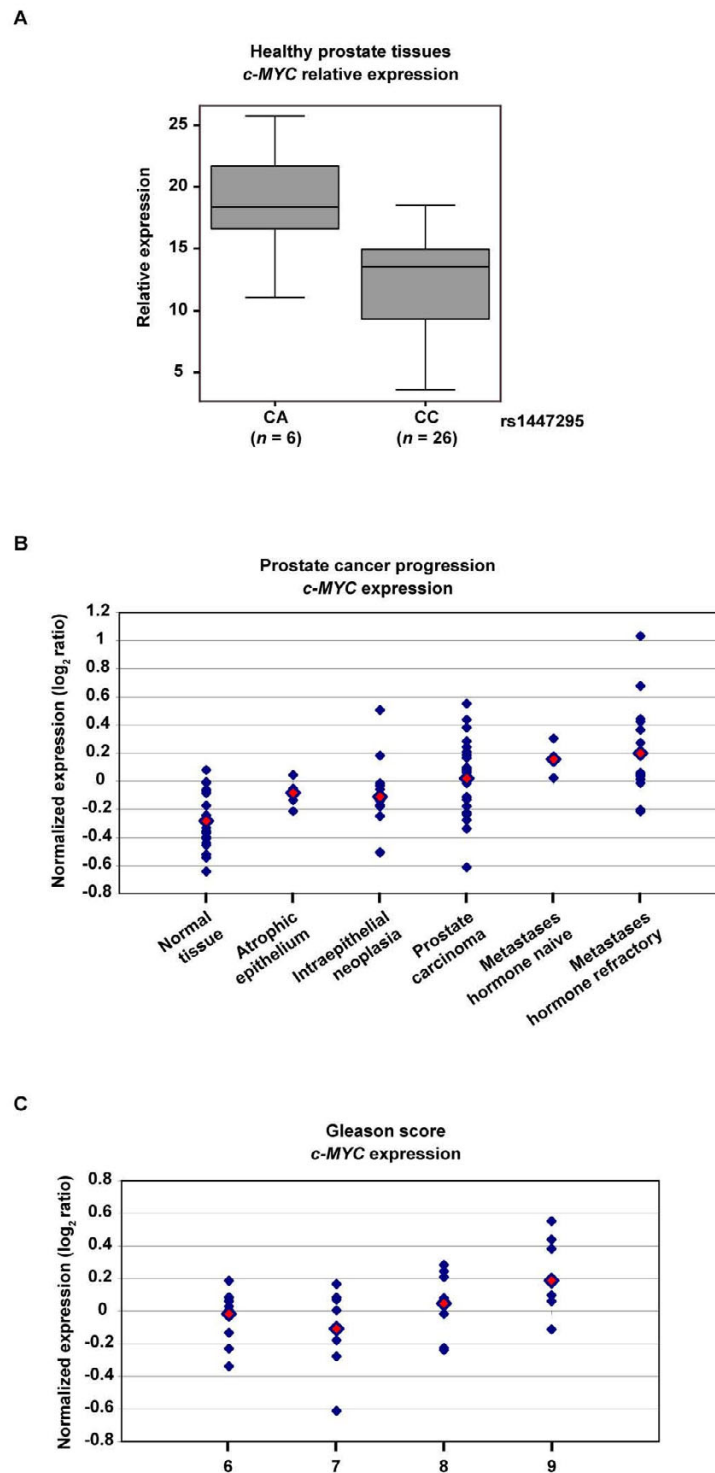 A
Healthy prostate tissues
c-MYC relative expression
Relative expression
25
20
15
10
5
CA
(n = 6)
CC
(n = 26)
rs1447295
B
Prostate cancer progression
c-MYC expression
Normalized expression (log2 ratio)
1.2
1
0.8
0.6
0.4
0.2
0
-0.2
-0.4
-0.6
-0.8
Normal
tissue
Atrophic
epithelium
Intraepithelial
neoplasia
Prostate
carcinoma
Metastases
hormone naive
Metastases
hormone refractory
C
Gleason score
c-MYC expression
Normalized expression (log2 ratio)
0.8
0.6
0.4
0.2
0
-0.2
-0.4
-0.6
-0.8
6
7
8
9